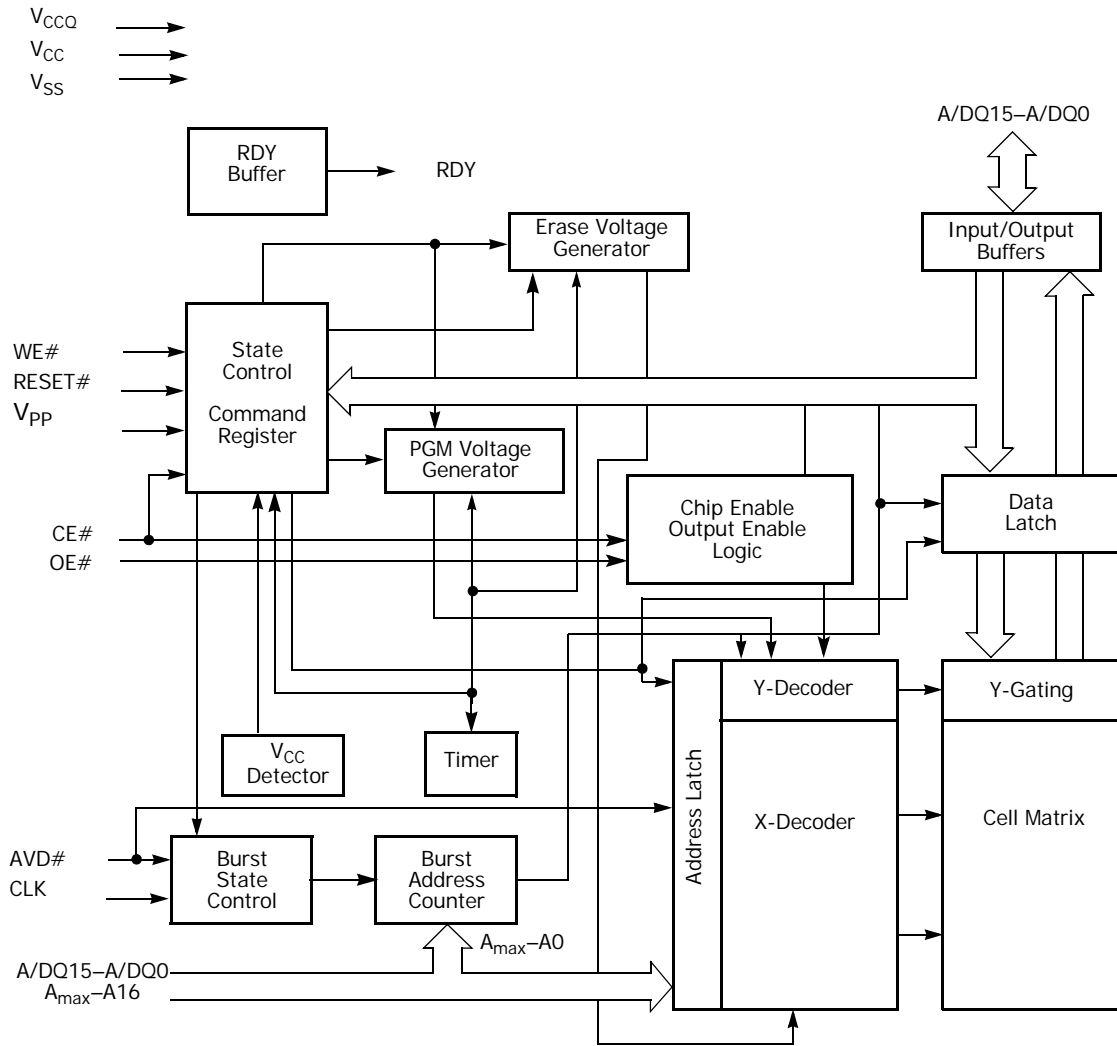 VCCQ
VCC
VSS
A/DQ15–A/DQ0
RDY
Buffer
RDY
Erase Voltage
Generator
Input/Output
Buffers
WE#
RESET#
VPP
State
Control
Command
Register
PGM Voltage
Generator
Chip Enable
Output Enable
Logic
Data
Latch
CE#
OE#
Y-Decoder
Y-Gating
VCC
Detector
Timer
Address Latch
X-Decoder
Cell Matrix
AVD#
CLK
Burst
State
Control
Burst
Address
Counter
Amax–A0
A/DQ15–A/DQ0
Amax–A16